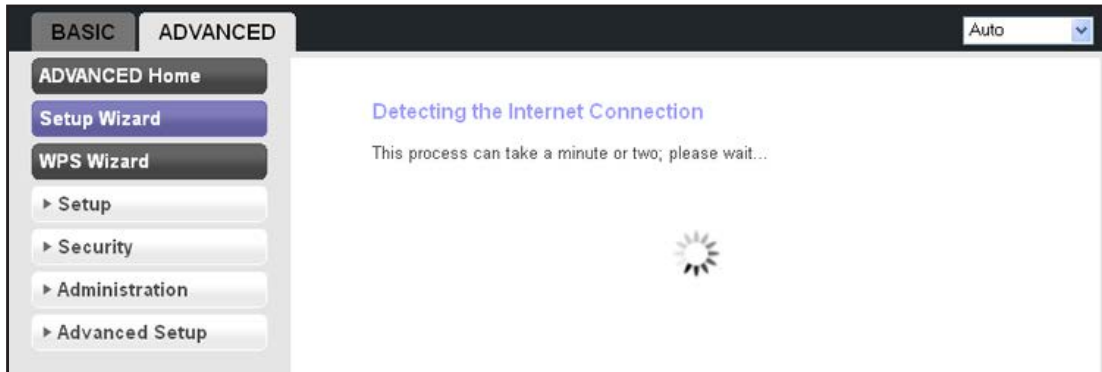 BASIC
ADVANCED
Auto
ADVANCED Home
Setup Wizard
WPS Wizard
Setup
Security
Administration
Advanced Setup
Detecting the Internet Connection
This process can take a minute or two; please wait...